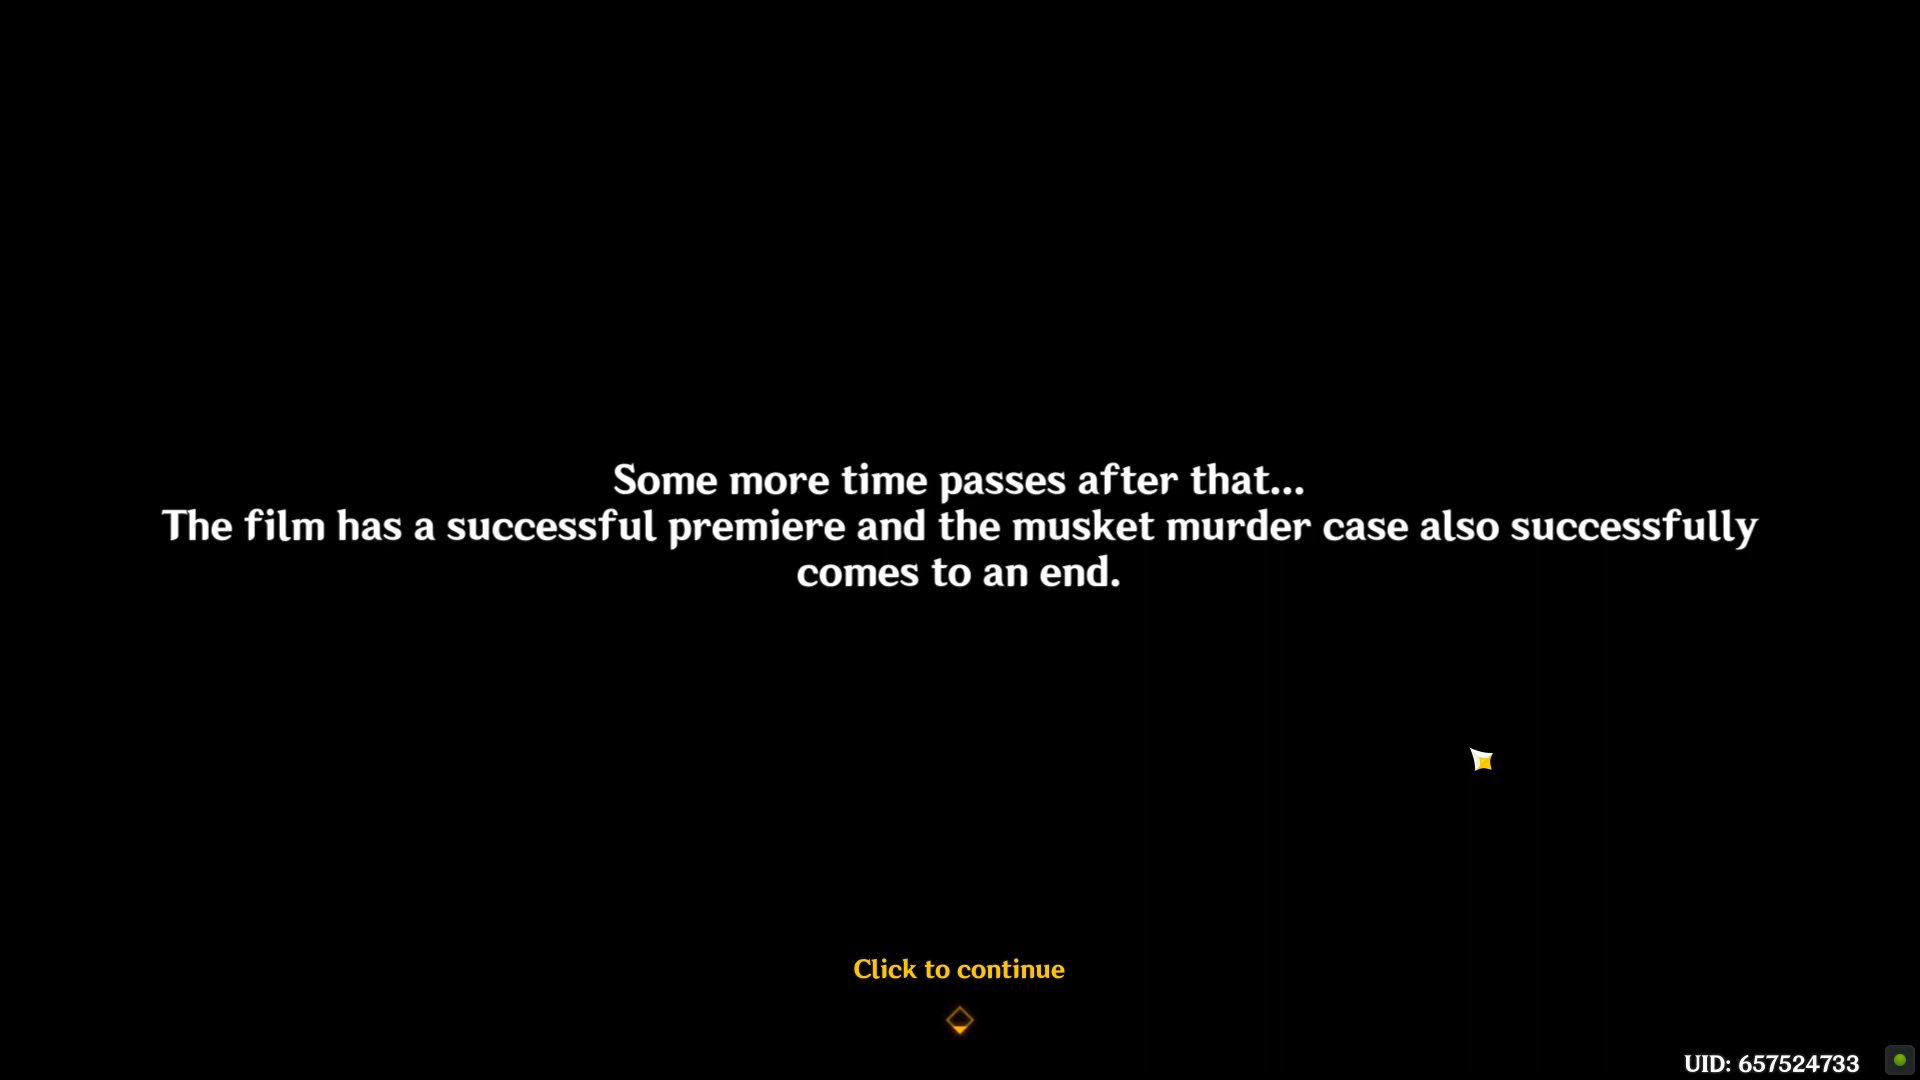 Some more time passes after that...
The film has a successful premiere and the musket murder case also successfully
comes to an end.
Click to continue
UID: 657524733